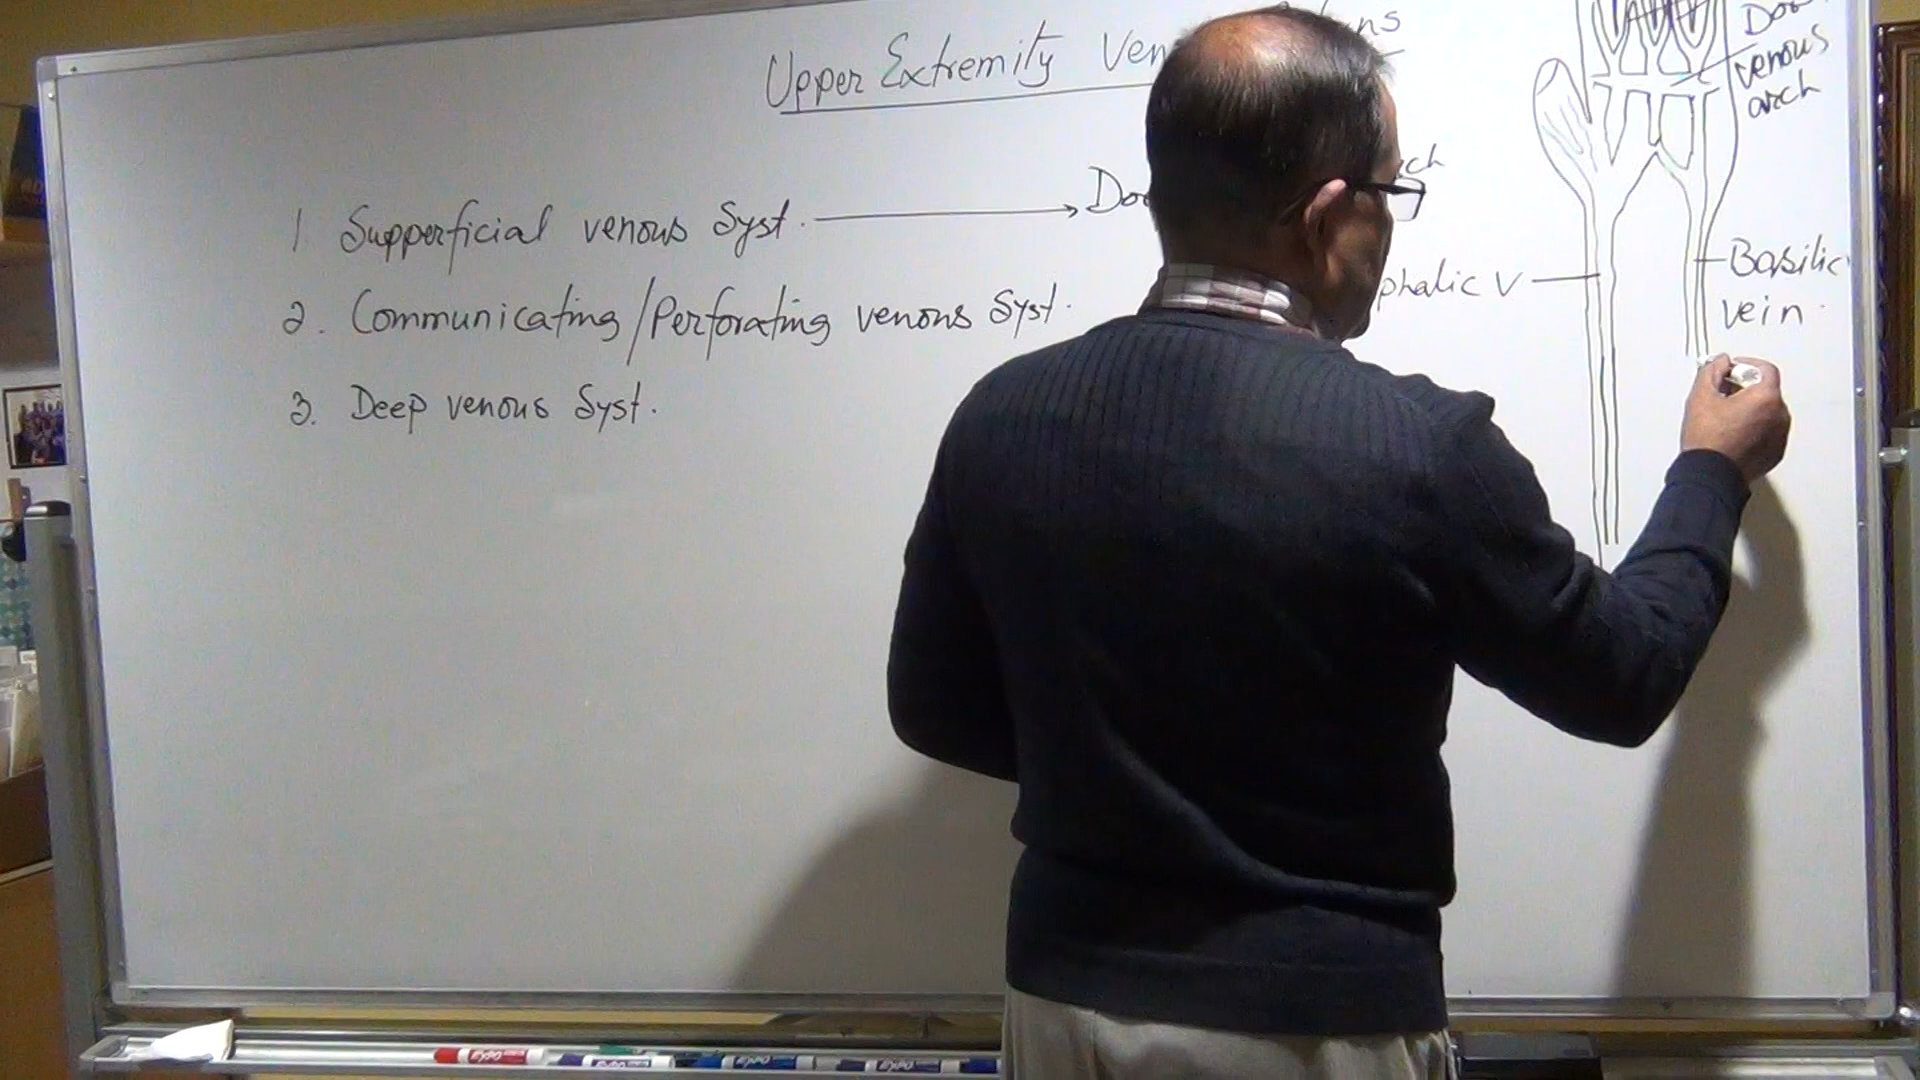 Upper Extremity
1 Supperficial venous Syst.
2. Communicating/Perforating venous Syst.
3. Deep venous Syst.
venous
arch
Basilic
vein.